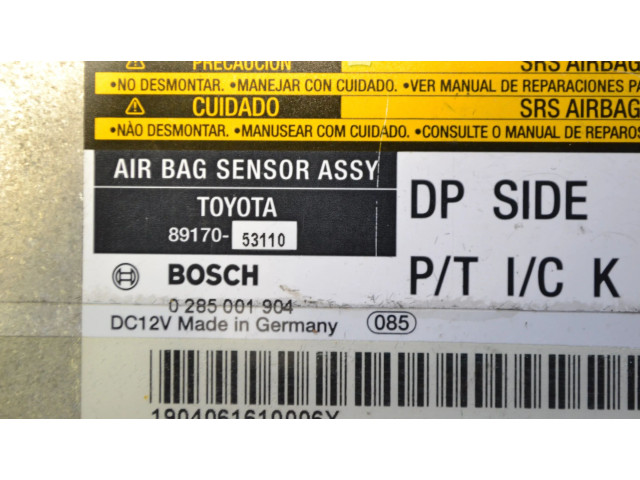 PRECAUCION SRS AIRBAG
•NO DESMONTAR. •MANEJAR CON CUIDADO. •VER MANUAL DE REPARACIONES PA
CUIDADO SRS AIRBAG
•NÃO DESMONTAR. •MANUSEAR COM CUIDADO. •CONSULTE O MANUAL DE REPAROS
AIR BAG SENSOR ASSY
TOYOTA
89170-53110
DP SIDE
P/T I/C K
BOSCH
0 285 001 904
DC12V Made in Germany 085
1904061610006X